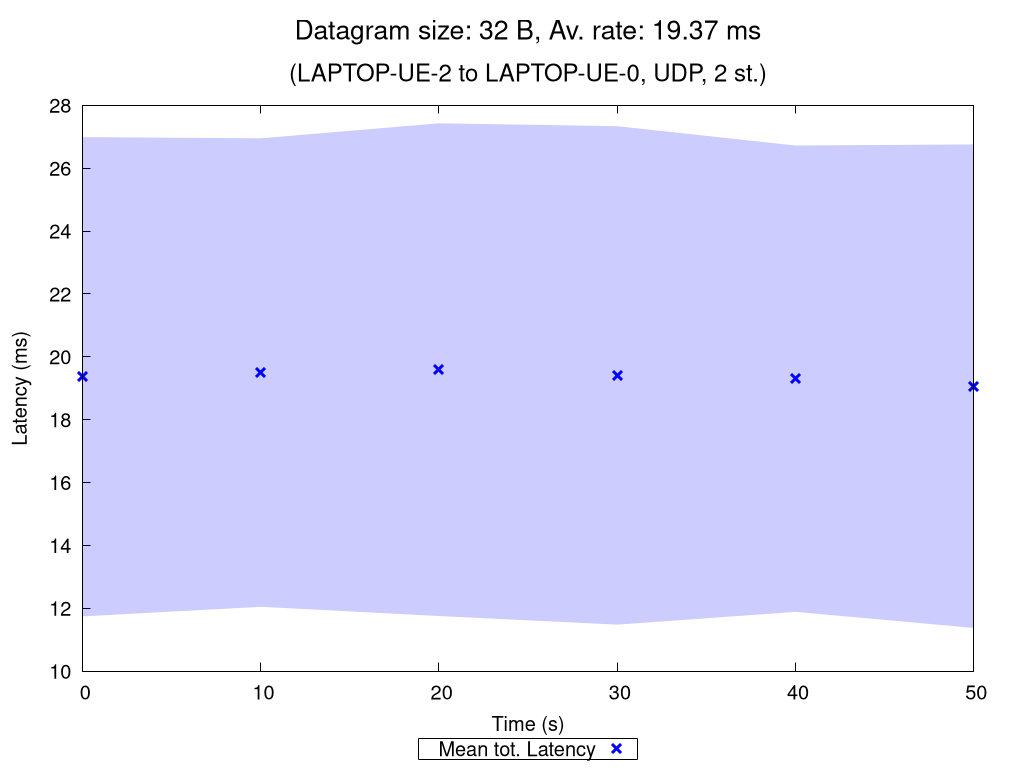 Datagram size: 32 B, Av. rate: 19.37 ms
(LAPTOP-UE-2 to LAPTOP-UE-0, UDP, 2 st.)
28
26
24
22
20
18
16
14
12
10
Latency (ms)
0 10 20 30 40 50
Time (s)
Mean tot. Latency